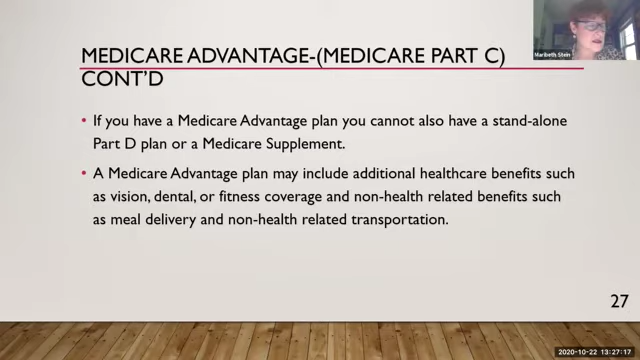 MEDICARE ADVANTAGE-(MEDICARE PART C)
CONT'D
Maribeth Stein
• If you have a Medicare Advantage plan you cannot also have a stand-alone
Part D plan or a Medicare Supplement.
• A Medicare Advantage plan may include additional healthcare benefits such
as vision, dental, or fitness coverage and non-health related benefits such
as meal delivery and non-health related transportation.
27
2020-10-22 13:27:17